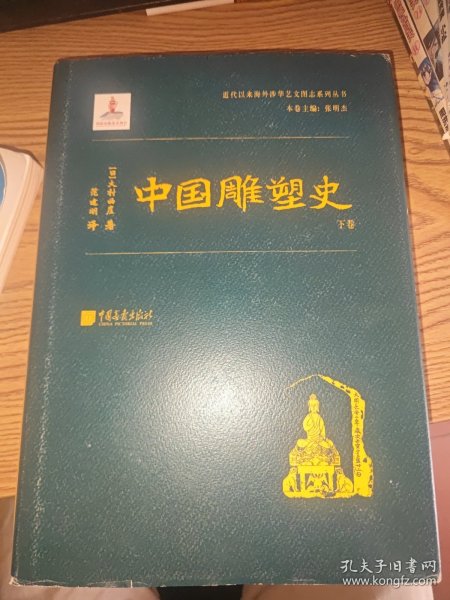 近代以来海外涉华艺文图志系列丛书
本卷主编：张明杰
中国雕塑史
下卷
[日]大村西崖 著
范建明 译
中国画报出版社
CHINA PICTORIAL PRESS
孔夫子旧书网
www.kongfz.com